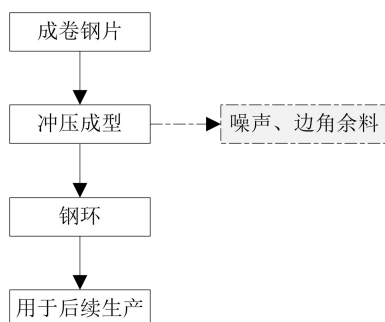 成卷钢片
冲压成型
噪声、边角余料
钢环
用于后续生产